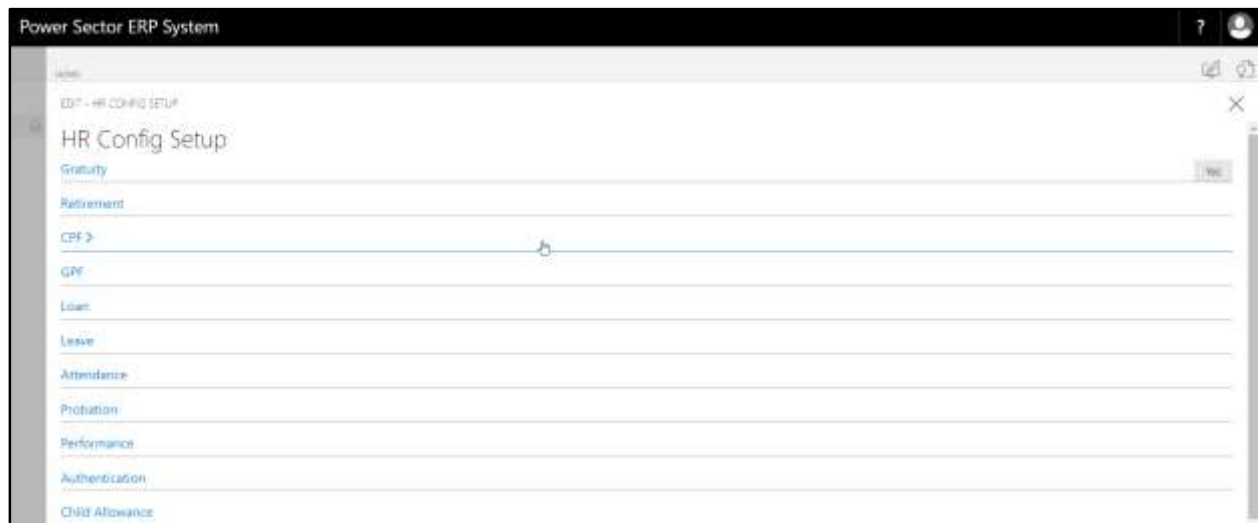 Power Sector ERP System ?
HOME
EDIT - HR CONFIG SETUP
HR Config Setup
Gratuity Yes
Retirement
CPF >
GPF
Loan
Leave
Attendance
Probation
Performance
Authentication
Child Allowance